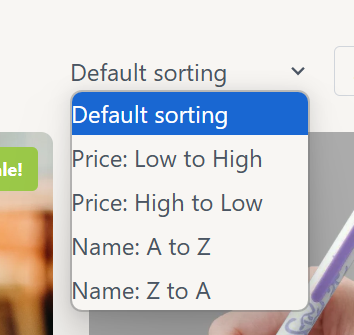 Default sorting
Default sorting
ale!
Price: Low to High
Price: High to Low
Name: A to Z
Name: Z to A